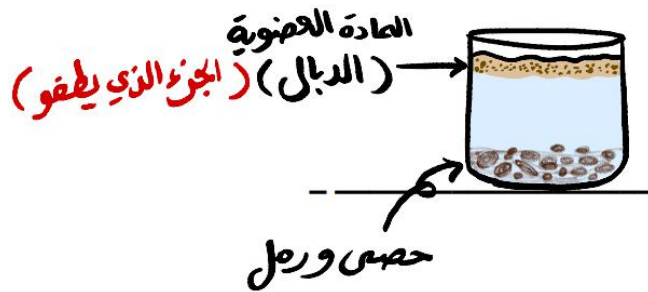 المادة العضوية
(الدبال) (الجزء الذي يطفو)
حصى ورمل